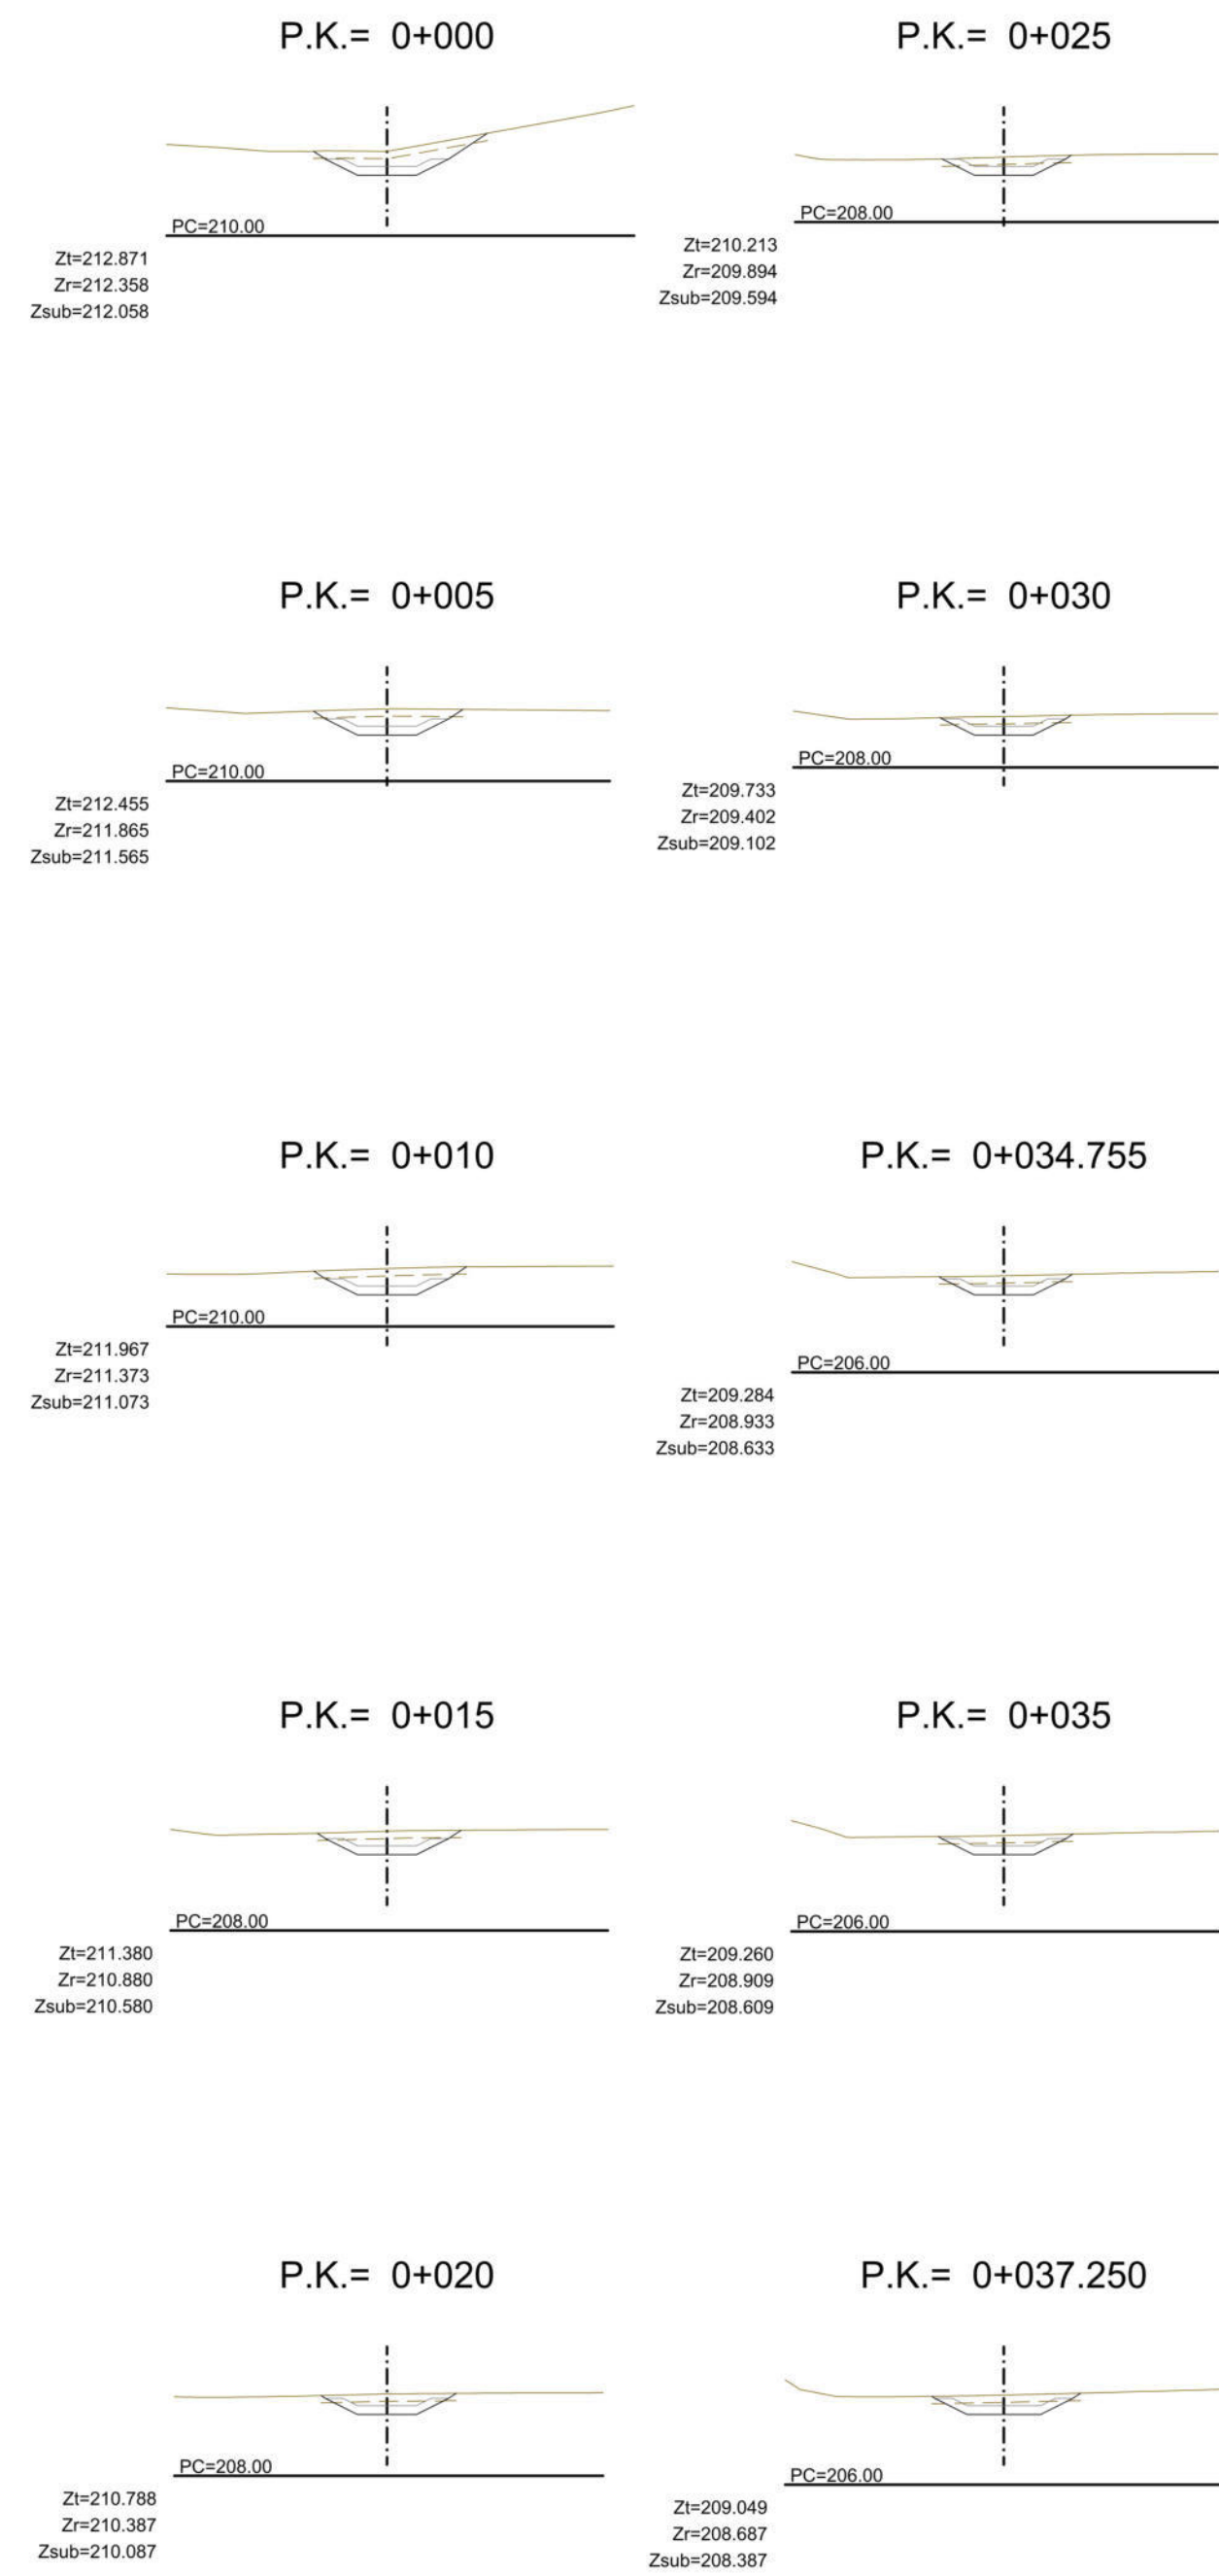 P.K.= 0+000
PC=210.00
Zt=212.871
Zr=212.358
Zsub=212.058
P.K.= 0+005
PC=210.00
Zt=212.455
Zr=211.865
Zsub=211.565
P.K.= 0+010
PC=210.00
Zt=211.967
Zr=211.373
Zsub=211.073
P.K.= 0+015
PC=208.00
Zt=211.380
Zr=210.880
Zsub=210.580
P.K.= 0+020
PC=208.00
Zt=210.788
Zr=210.387
Zsub=210.087
P.K.= 0+025
PC=208.00
Zt=210.213
Zr=209.894
Zsub=209.594
P.K.= 0+030
PC=208.00
Zt=209.733
Zr=209.402
Zsub=209.102
P.K.= 0+034.755
PC=206.00
Zt=209.284
Zr=208.933
Zsub=208.633
P.K.= 0+035
PC=206.00
Zt=209.260
Zr=208.909
Zsub=208.609
P.K.= 0+037.250
PC=206.00
Zt=209.049
Zr=208.687
Zsub=208.387